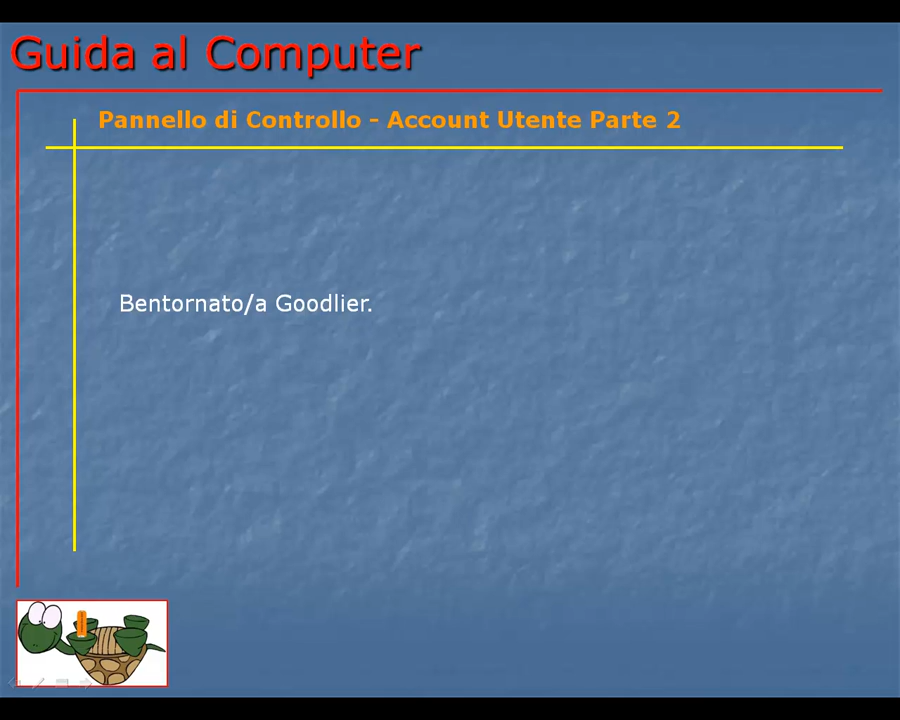 Guida al Computer
Pannello di Controllo - Account Utente Parte 2
Bentornato/a Goodlier.